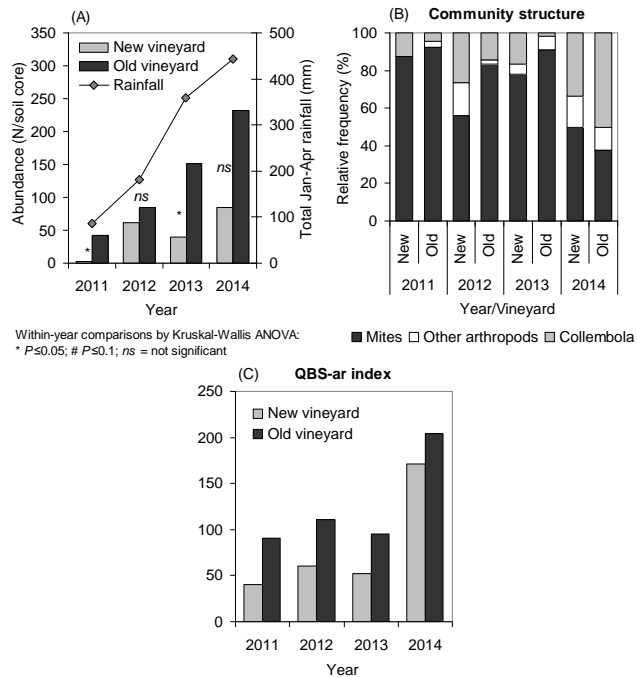 (A)
New vineyard
Old vineyard
Rainfall
350
300
250
200
150
100
50
0
Abundance (N/soil core)
500
400
300
200
100
0
Total Jan-Apr rainfall (mm)
*
ns
*
ns
2011 2012 2013 2014
Year
Within-year comparisons by Kruskal-Wallis ANOVA:
* P≤0.05; # P≤0.1; ns = not significant
(B) Community structure
100
80
60
40
20
0
Relative frequency (%)
New Old New Old New Old New Old
2011 2012 2013 2014
Year/Vineyard
Mites Other arthropods Collembola
(C) QBS-ar index
New vineyard
Old vineyard
250
200
150
100
50
0
2011 2012 2013 2014
Year